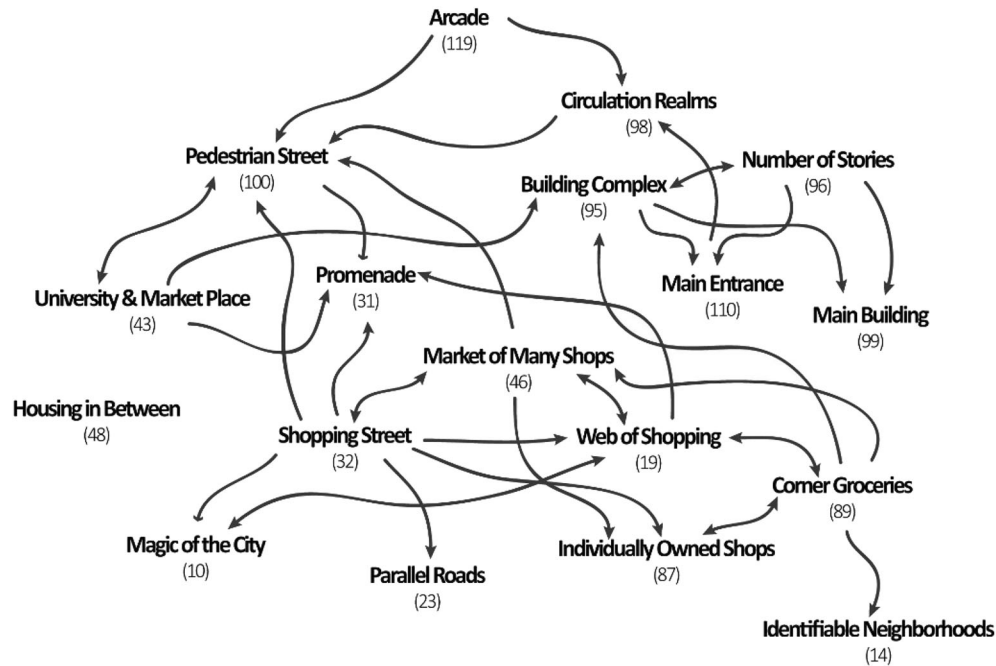 Arcade
(119)
Circulation Realms
(98)
Pedestrian Street
(100)
Number of Stories
(96)
Building Complex
(95)
Promenade
(31)
Main Entrance
(110)
University & Market Place
(43)
Main Building
(99)
Market of Many Shops
(46)
Housing in Between
(48)
Shopping Street
(32)
Web of Shopping
(19)
Corner Groceries
(89)
Magic of the City
(10)
Parallel Roads
(23)
Individually Owned Shops
(87)
Identifiable Neighborhoods
(14)